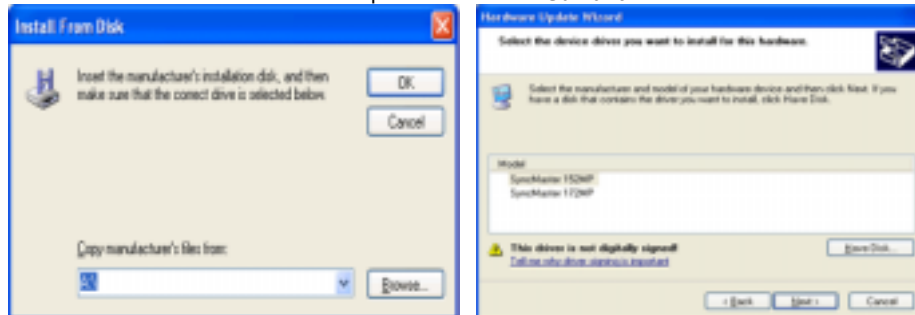 Install From Disk
Insert the manufacturer's installation disk, and then
make sure that the correct drive is selected below.
OK
Cancel
Copy manufacturer's files from:
A:\
Browse...
Hardware Update Wizard
Select the device driver you want to install for this hardware.
Select the manufacturer and model of your hardware device and then click Next. If you
have a disk that contains the driver you want to install, click Have Disk.
Model
SyncMaster 152MP
SyncMaster 172MP
This driver is not digitally signed!
Tell me why driver signing is important
Have Disk...
< Back
Next >
Cancel